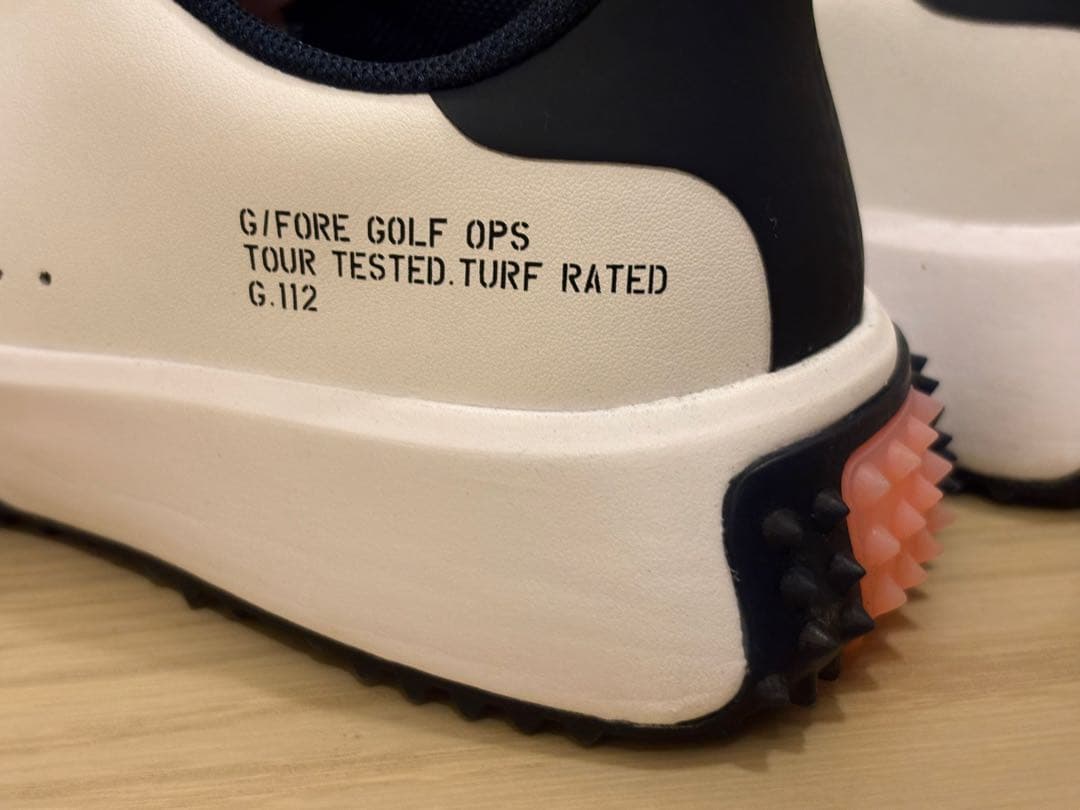 G/FORE GOLF OPS
TOUR TESTED.TURF RATED
G.112